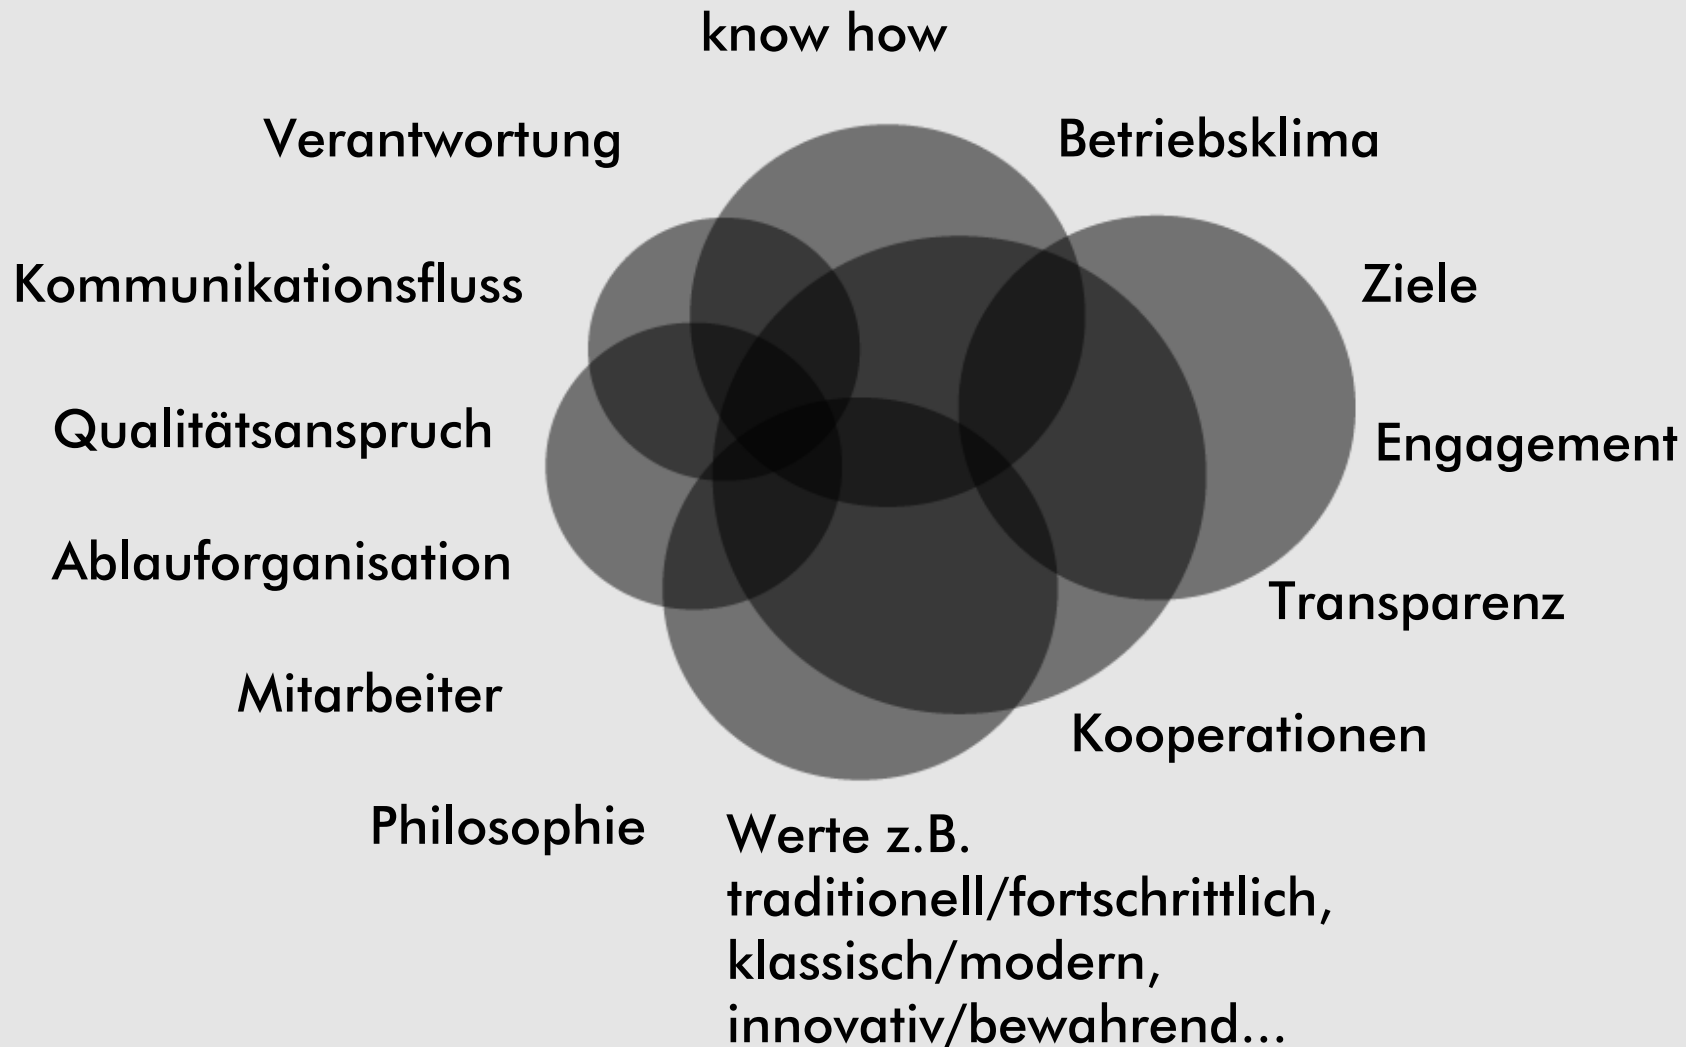 know how
Verantwortung
Betriebsklima
Kommunikationsfluss
Ziele
Qualitätsanspruch
Engagement
Ablauforganisation
Transparenz
Mitarbeiter
Kooperationen
Philosophie
Werte z.B.
traditionell/fortschrittlich,
klassisch/modern,
innovativ/bewahrend...